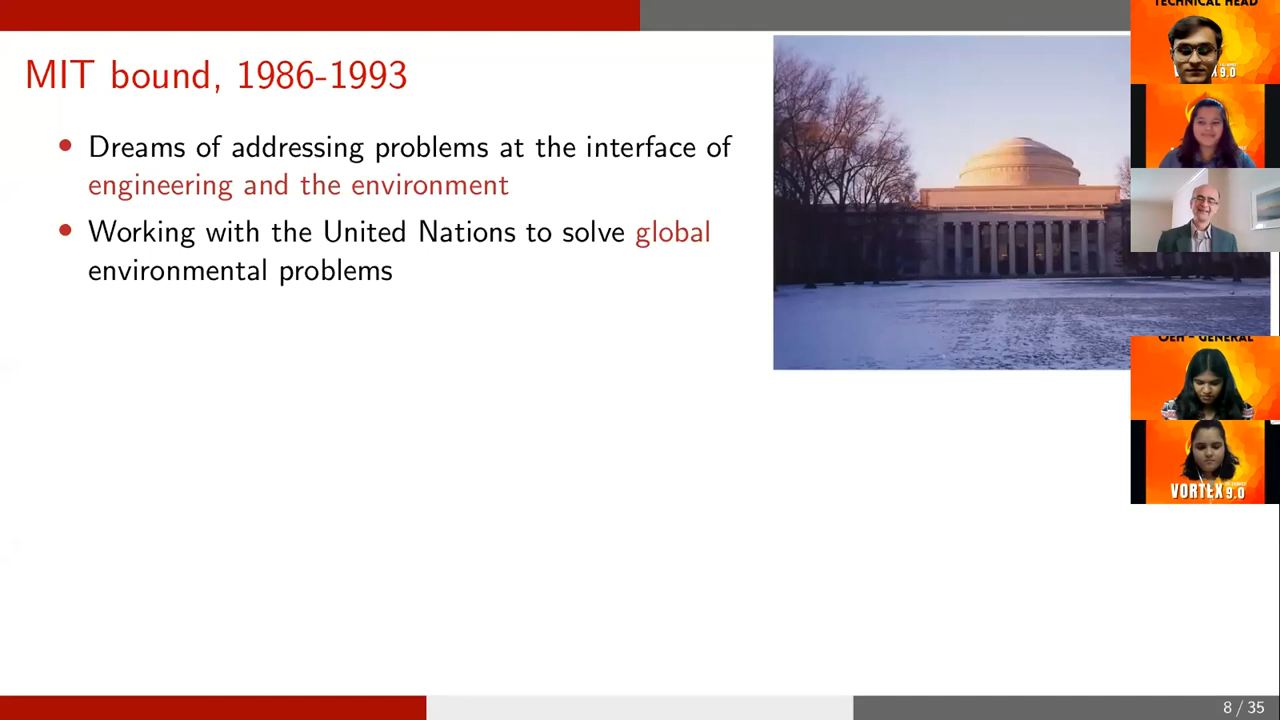 MIT bound, 1986-1993
Dreams of addressing problems at the interface of
engineering and the environment
Working with the United Nations to solve global
environmental problems
TECHNICAL HEAD
9.0
OEH - GENERAL
VORTEX 9.0
8 / 35